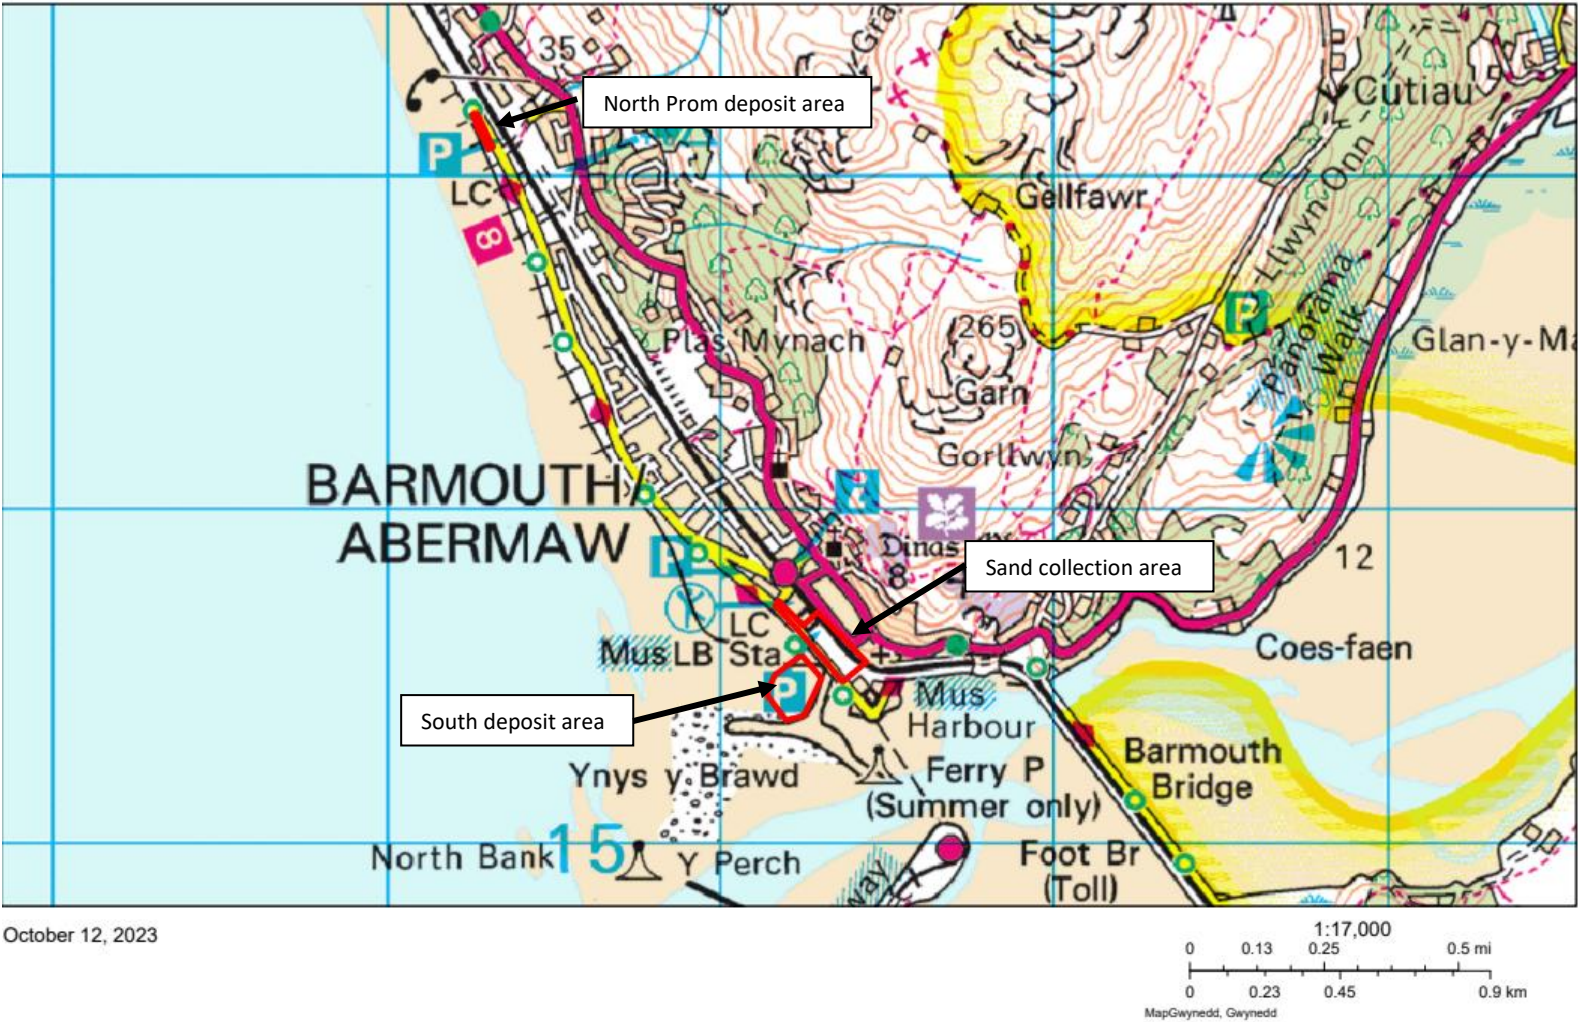 35
Cutiau
North Prom deposit area
P
LC
8
Gellfawr
Llwyn-Onn
P
Panorama
Walk
265
Glan-y-Ma
Plas Mynach
Garn
Gorllwyn
BARMOUTH/
ABERMAW
i
P
Dinas
8
Sand collection area
12
LC
Mus LB Sta
Coes-faen
P
Mus
Harbour
South deposit area
Ynys y Brawd
Ferry P
(Summer only)
Barmouth
Bridge
North Bank
15
Y Perch
way
Foot Br
(Toll)
October 12, 2023
1:17,000
0 0.13 0.25 0.5 mi
0 0.23 0.45 0.9 km
MapGwynedd, Gwynedd